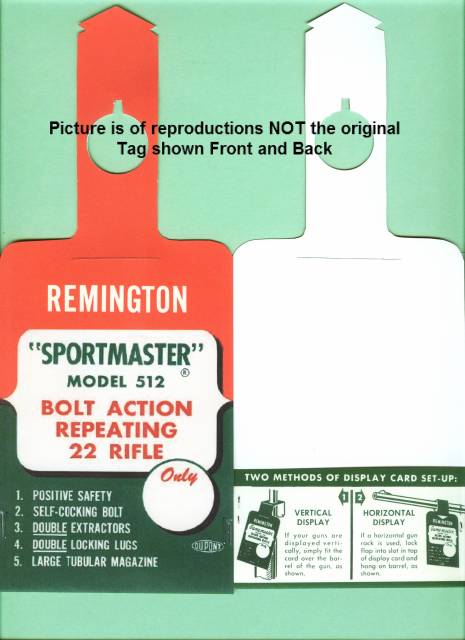 Picture is of reproductions NOT the original
Tag shown Front and Back
REMINGTON
"SPORTMASTER"
®
MODEL 512
BOLT ACTION
REPEATING
22 RIFLE
Only
1. POSITIVE SAFETY
2. SELF-COCKING BOLT
3. DOUBLE EXTRACTORS
4. DOUBLE LOCKING LUGS
5. LARGE TUBULAR MAGAZINE
DUPONT
TWO METHODS OF DISPLAY CARD SET-UP:
REMINGTON
VERTICAL
DISPLAY
If your guns are
displayed verti-
cally, simply fit the
card over the bar-
rel of the gun, as
shown.
1 2
HORIZONTAL
DISPLAY
If a horizontal gun
rack is used, lock
flap into slot in top
of display card and
hang on barrel, as
shown.
REMINGTON